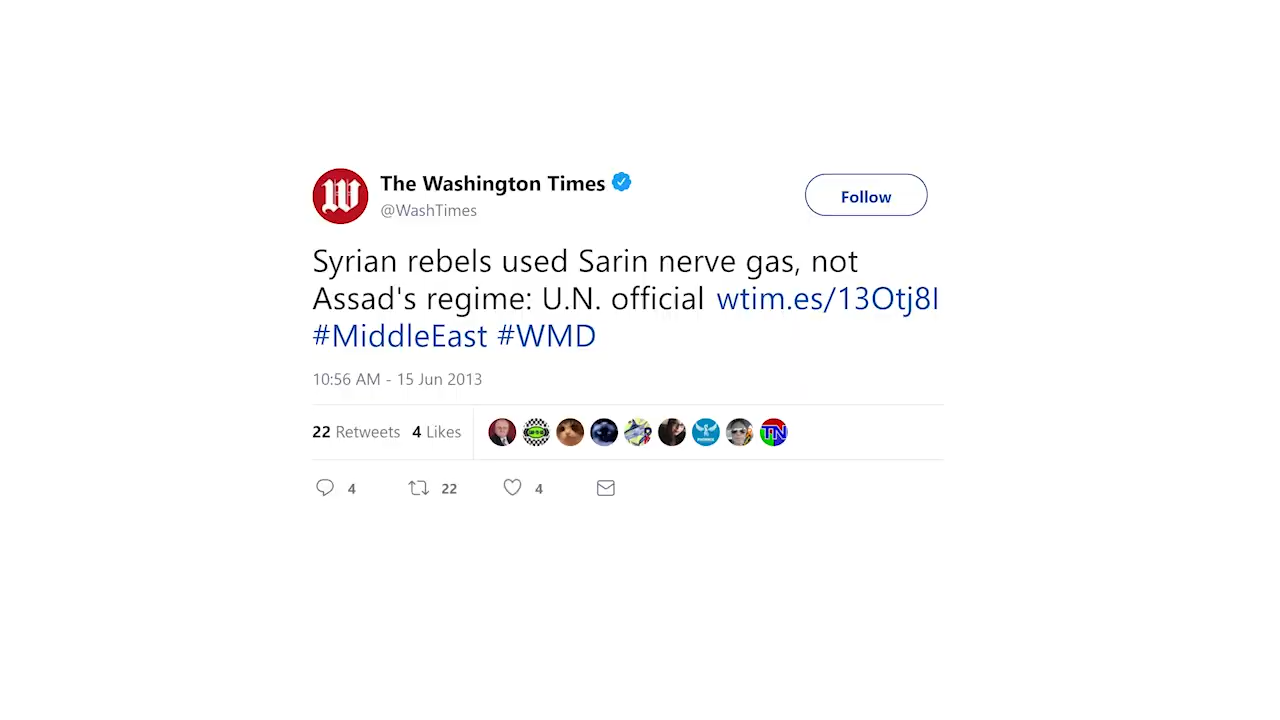 The Washington Times
@WashTimes
Follow
Syrian rebels used Sarin nerve gas, not
Assad's regime: U.N. official wtim.es/13Otj8I
#MiddleEast #WMD
10:56 AM - 15 Jun 2013
22 Retweets 4 Likes
4 22 4